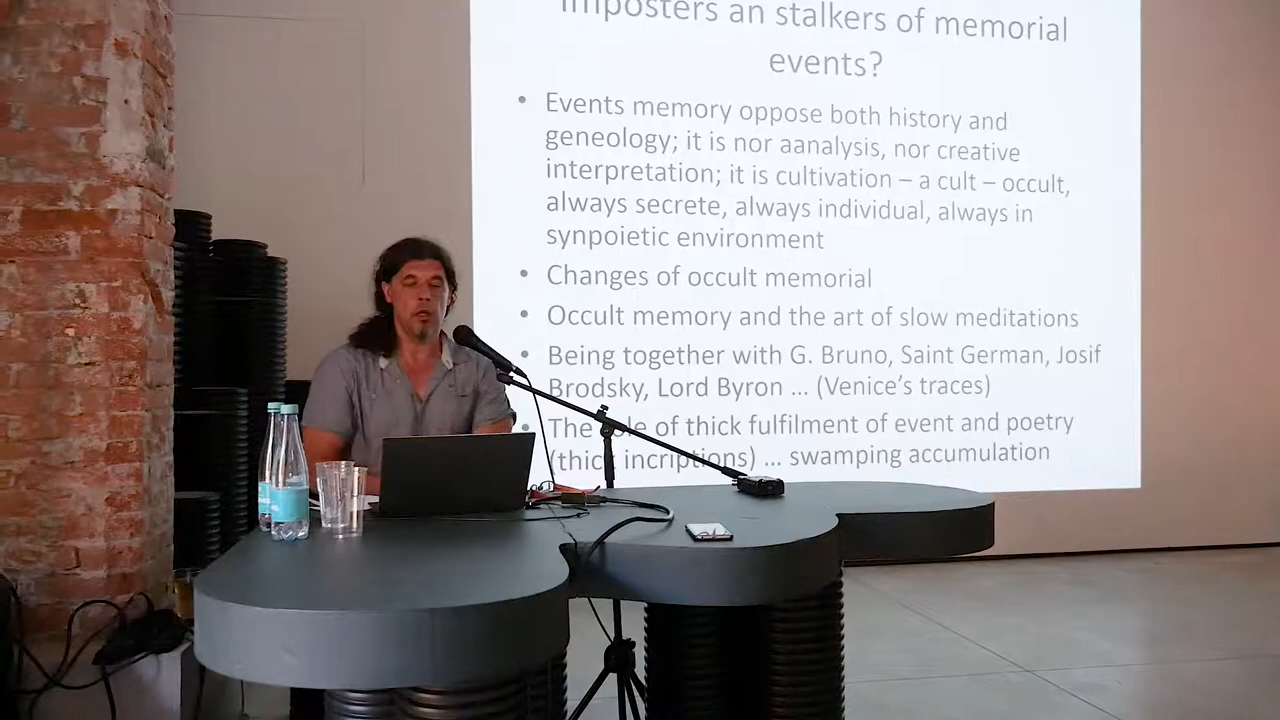 Imposters an stalkers of memorial
events?
• Events memory oppose both history and
geneology; it is nor aanalysis, nor creative
interpretation; it is cultivation – a cult – occult,
always secrete, always individual, always in
synpoietic environment
• Changes of occult memorial
• Occult memory and the art of slow meditations
• Being together with G. Bruno, Saint German, Josif
Brodsky, Lord Byron ... (Venice's traces)
• The role of thick fulfilment of event and poetry
(thick incriptions) ... swamping accumulation